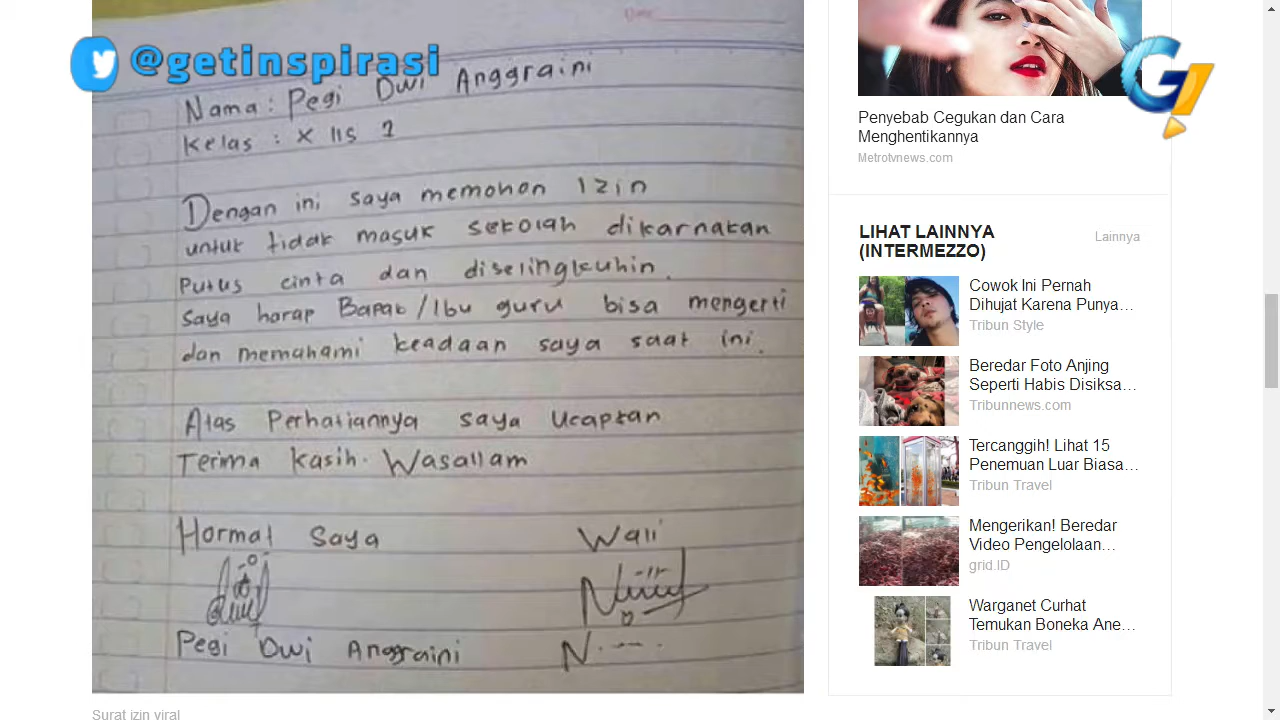 Date:
@getinspirasi
Nama : Pegi Dwi Anggraini
Kelas : X IIS 2
Dengan ini saya memohon izin
untuk tidak masuk sekolah dikarnakan
Putus cinta dan diselingkuhin.
Saya harap Bapak/Ibu guru bisa mengerti
dan memahami keadaan saya saat ini.
Atas Perhatiannya saya ucapkan
Terima kasih. Wasallam
Hormat Saya
Wali
Pegi Dwi Anggraini
N.----.
Surat izin viral
G!
Penyebab Cegukan dan Cara
Menghentikannya
Metrotvnews.com
LIHAT LAINNYA
(INTERMEZZO)
Lainnya
Cowok Ini Pernah
Dihujat Karena Punya...
Tribun Style
Beredar Foto Anjing
Seperti Habis Disiksa...
Tribunnews.com
Tercanggih! Lihat 15
Penemuan Luar Biasa...
Tribun Travel
Mengerikan! Beredar
Video Pengelolaan...
grid.ID
Warganet Curhat
Temukan Boneka Ane...
Tribun Travel